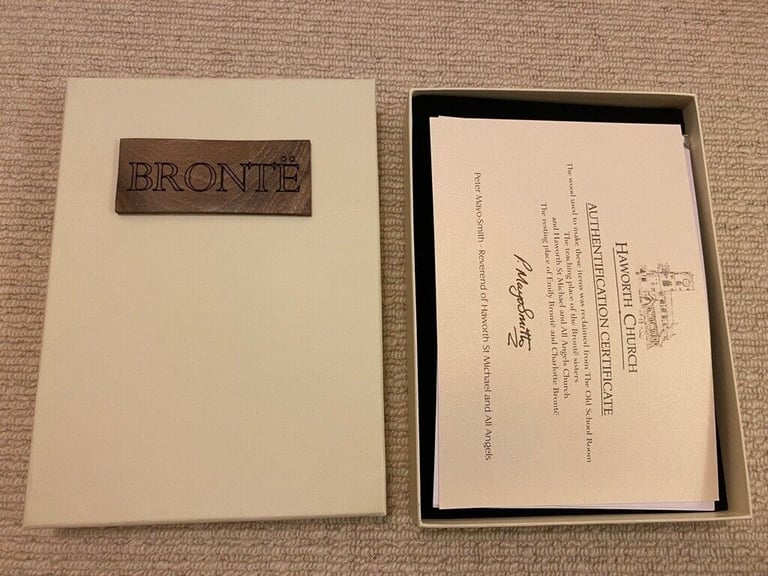 BRONTË
HAWORTH CHURCH
AUTHENTIFICATION CERTIFICATE
The wood used to make these items was reclaimed from The Old School Room
The teaching place of the Brontë sisters
and Haworth St Michael and All Angels Church
The resting place of Emily Brontë and Charlotte Brontë
P. MayoSmith
Peter Mayo-Smith - Reverend of Haworth St Michael and All Angels